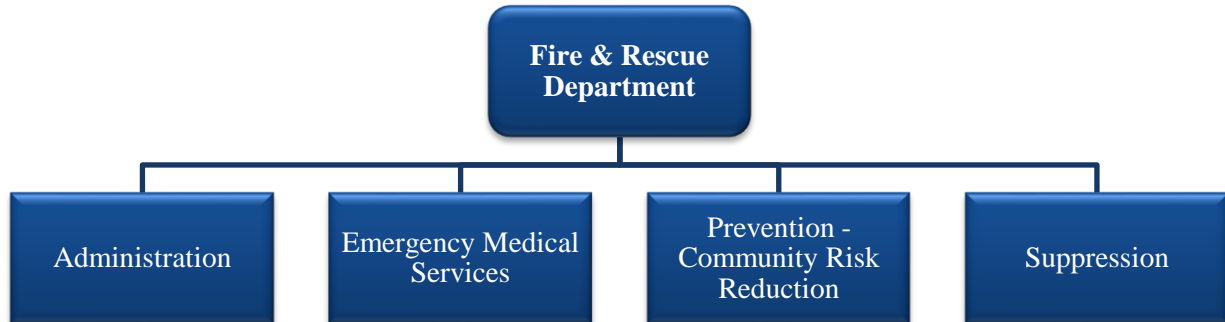 Fire & Rescue
Department
Administration
Emergency Medical
Services
Prevention -
Community Risk
Reduction
Suppression